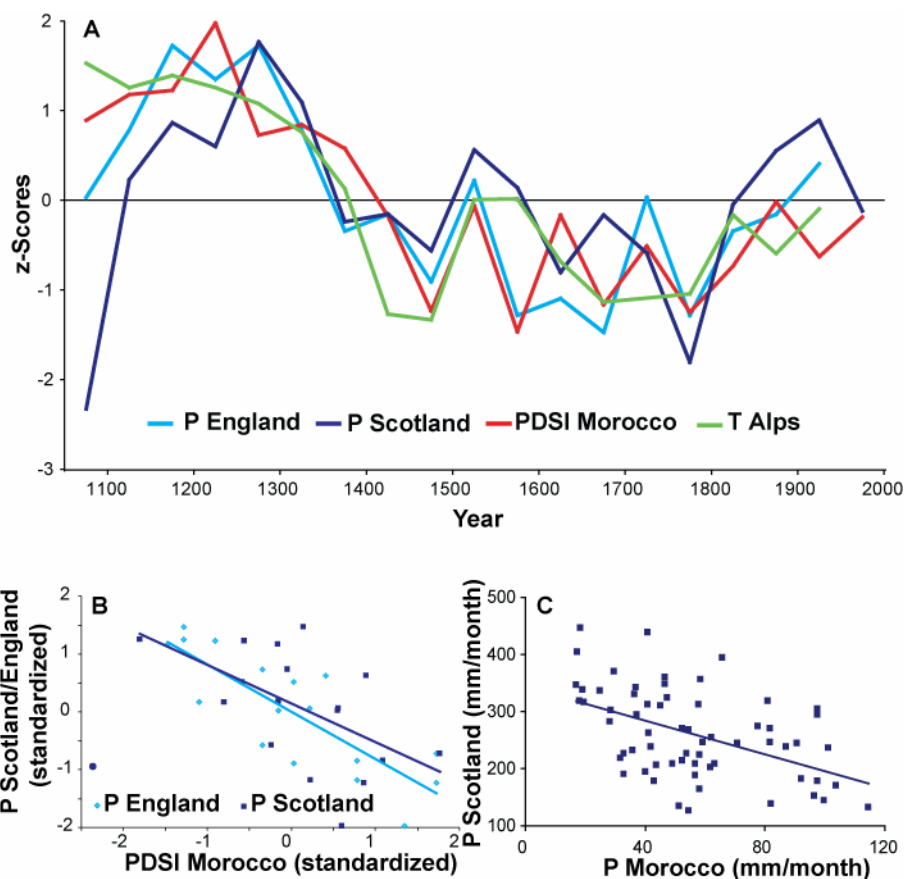 A
2
1
0
-1
-2
-3
z-Scores
P England P Scotland PDSI Morocco T Alps
1100 1200 1300 1400 1500 1600 1700 1800 1900 2000
Year
B
2
1
0
-1
-2
P Scotland/England
(standardized)
P England P Scotland
-2 -1 0 1 2
PDSI Morocco (standardized)
C
500
400
300
200
100
P Scotland (mm/month)
0 40 80 120
P Morocco (mm/month)